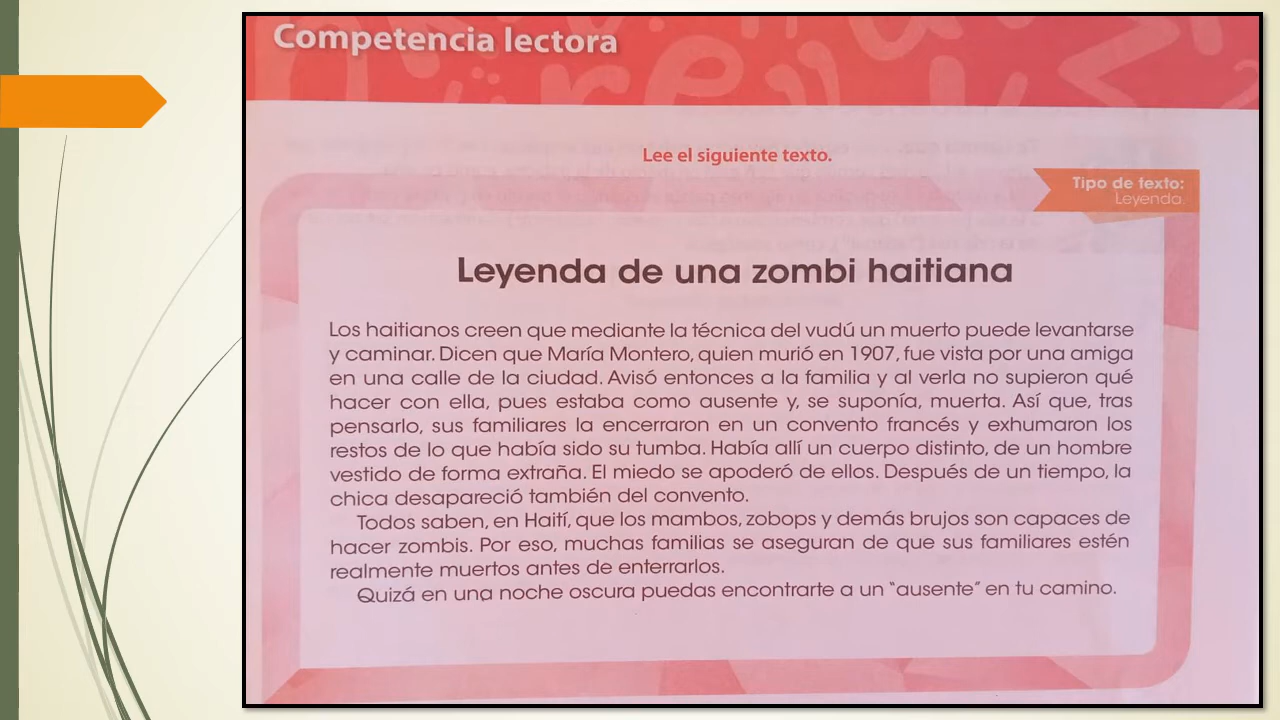 Competencia lectora
Lee el siguiente texto.
Tipo de texto:
Leyenda.
Leyenda de una zombi haitiana
Los haitianos creen que mediante la técnica del vudú un muerto puede levantarse
y caminar. Dicen que María Montero, quien murió en 1907, fue vista por una amiga
en una calle de la ciudad. Avisó entonces a la familia y al verla no supieron qué
hacer con ella, pues estaba como ausente y, se suponía, muerta. Así que, tras
pensarlo, sus familiares la encerraron en un convento francés y exhumaron los
restos de lo que había sido su tumba. Había allí un cuerpo distinto, de un hombre
vestido de forma extraña. El miedo se apoderó de ellos. Después de un tiempo, la
chica desapareció también del convento.
Todos saben, en Haití, que los mambos, zobops y demás brujos son capaces de
hacer zombis. Por eso, muchas familias se aseguran de que sus familiares estén
realmente muertos antes de enterrarlos.
Quizá en una noche oscura puedas encontrarte a un “ausente” en tu camino.